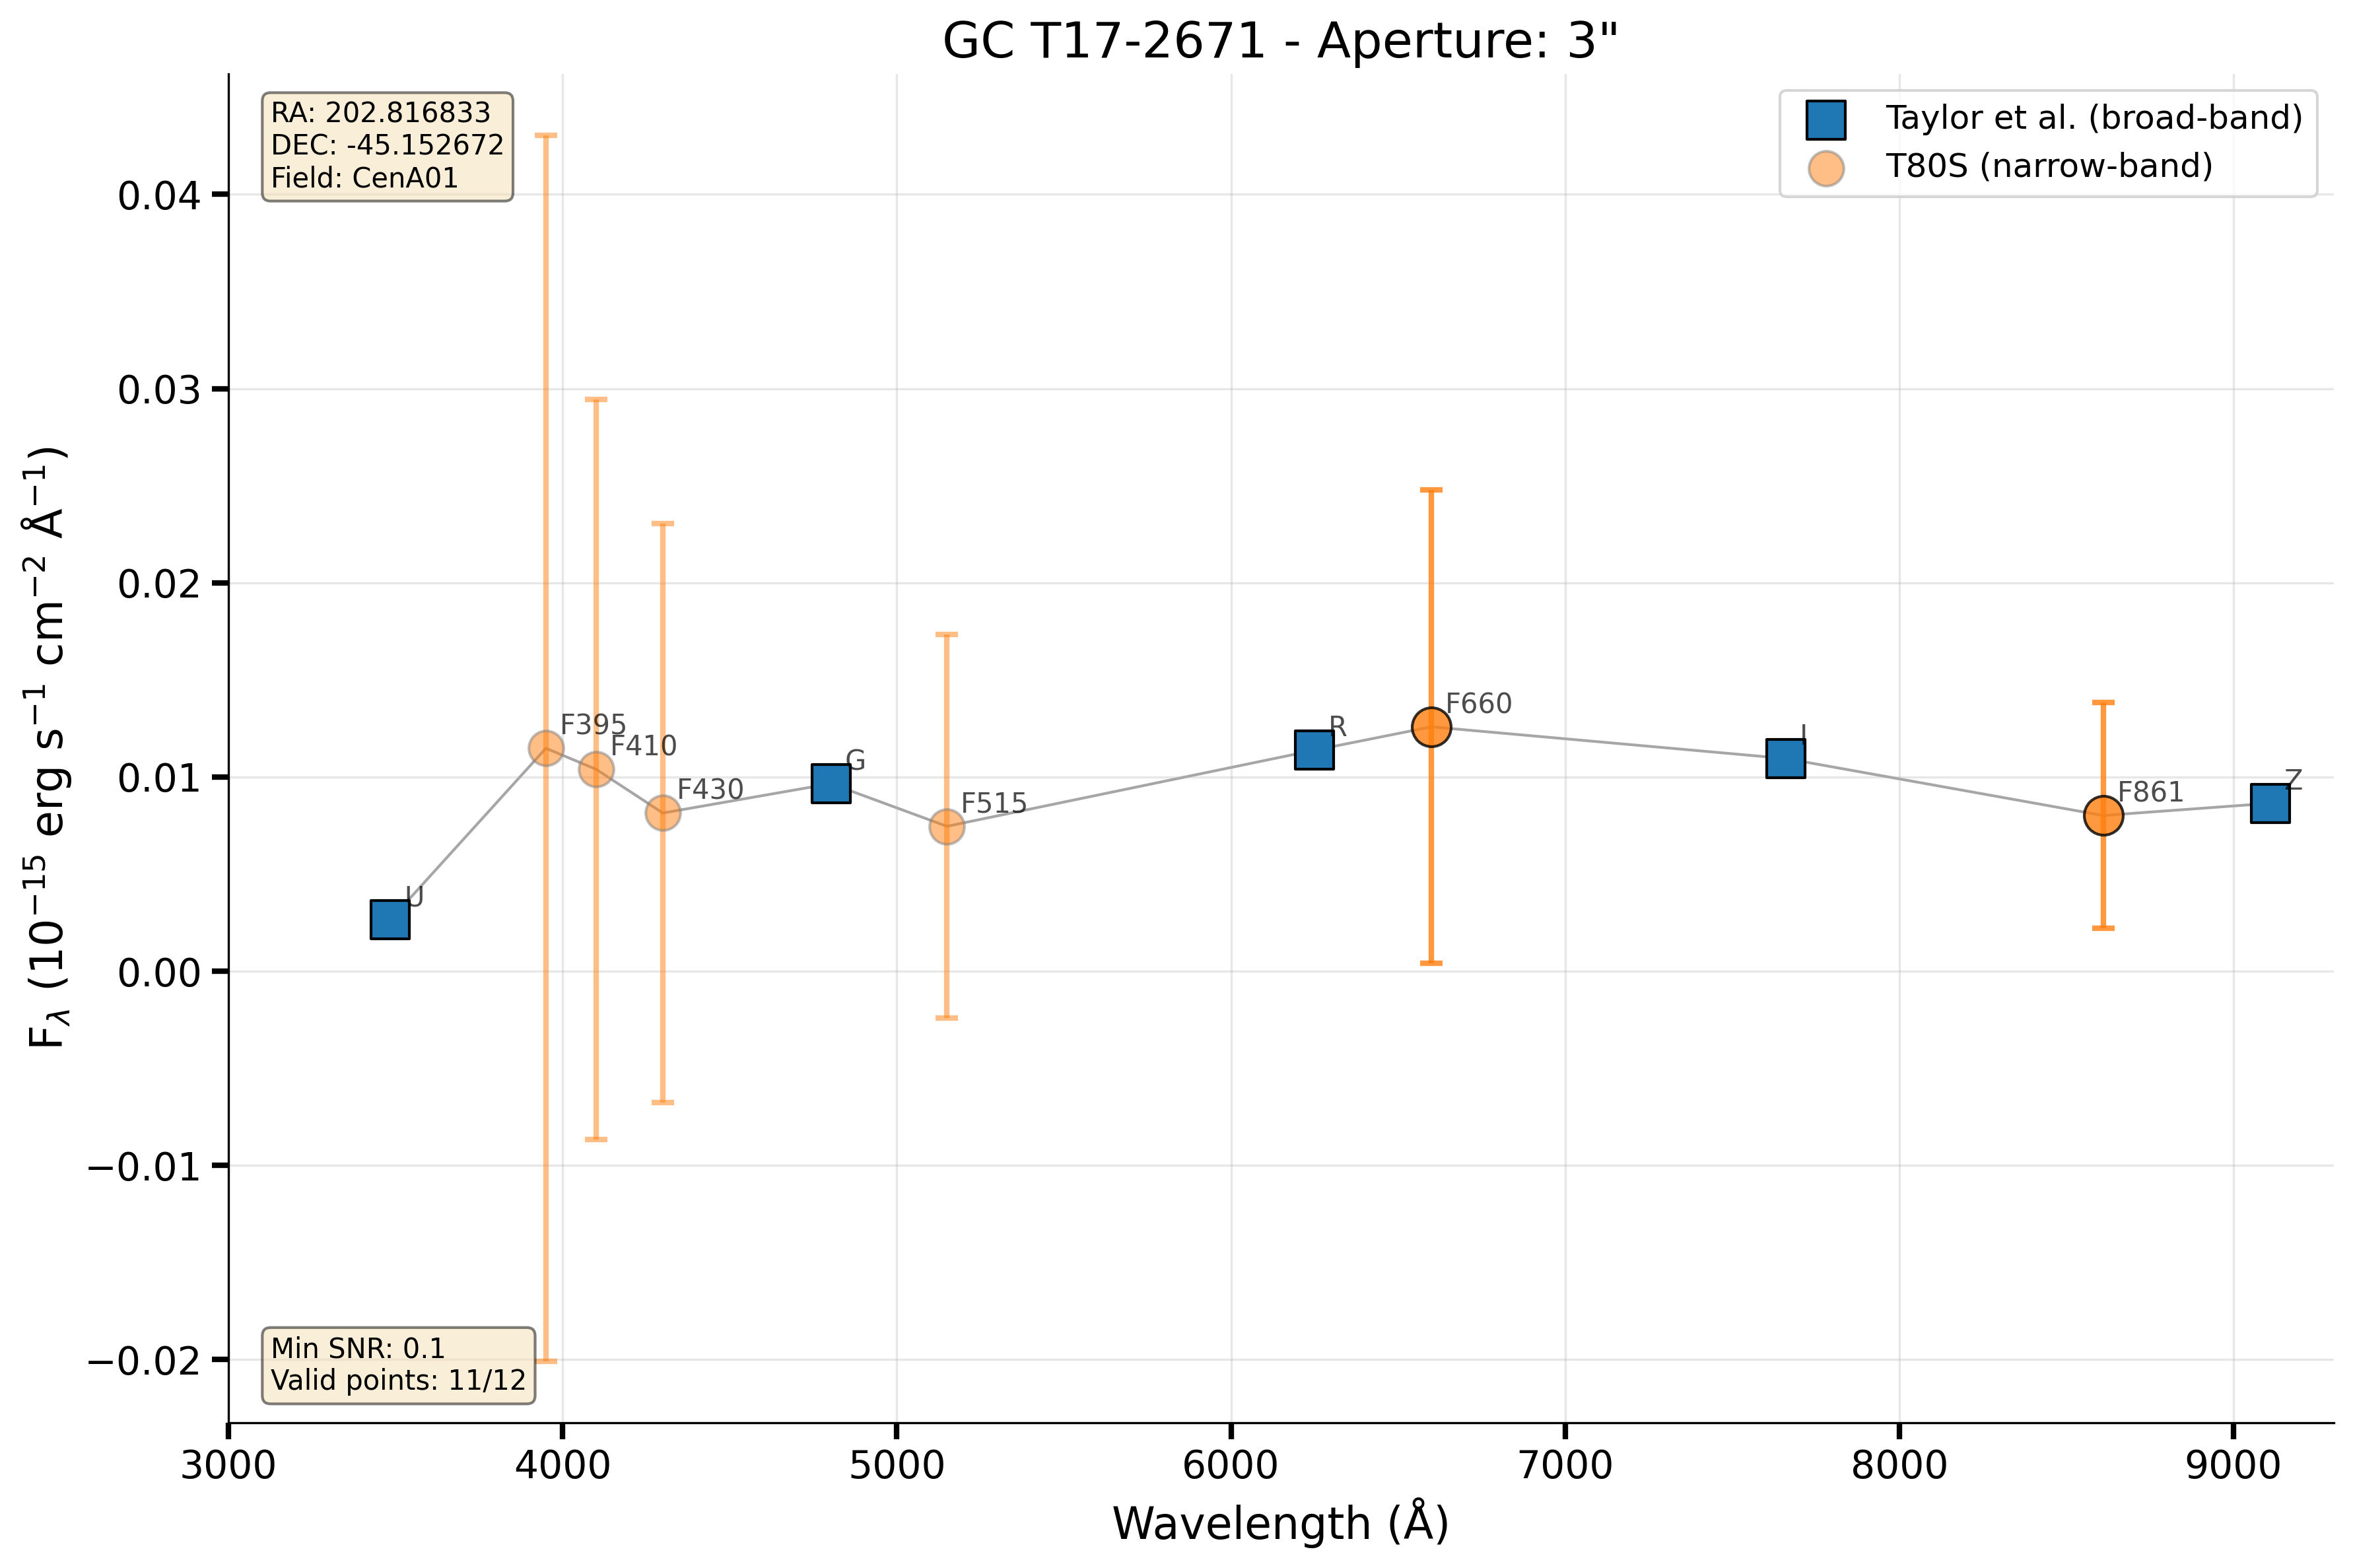 GC T17-2671 - Aperture: 3"
RA: 202.816833
DEC: -45.152672
Field: CenA01
Taylor et al. (broad-band)
T80S (narrow-band)
F$_λ$ (10$^{−15}$ erg s$^{−1}$ cm$^{−2}$ Å$^{−1}$)
0.04
0.03
0.02
0.01
0.00
−0.01
−0.02
U
F395
F410
F430
G
F515
R
F660
I
F861
Z
Min SNR: 0.1
Valid points: 11/12
3000 4000 5000 6000 7000 8000 9000
Wavelength (Å)